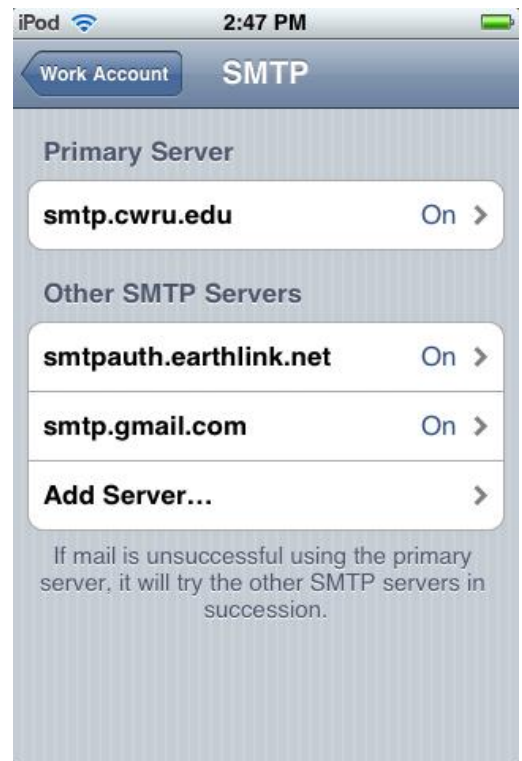 iPod 2:47 PM
Work Account SMTP
Primary Server
smtp.cwru.edu On
Other SMTP Servers
smtpauth.earthlink.net On
smtp.gmail.com On
Add Server...
If mail is unsuccessful using the primary
server, it will try the other SMTP servers in
succession.